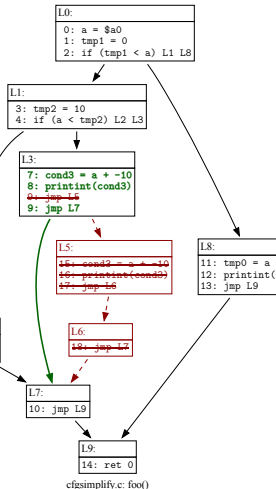 L0:
0: a = $a0
1: tmp1 = 0
2: if (tmp1 < a) L1 L8
L1:
3: tmp2 = 10
4: if (a < tmp2) L2 L3
L3:
7: cond3 = a + -10
8: printint(cond3)
9: jmp L5
9: jmp L7
L5:
15: cond3 = a + -10
16: printint(cond3)
17: jmp L6
L8:
11: tmp0 = a
12: printint(
13: jmp L9
L6:
18: jmp L7
L7:
10: jmp L9
L9:
14: ret 0
cfgsimplify.c: foo()